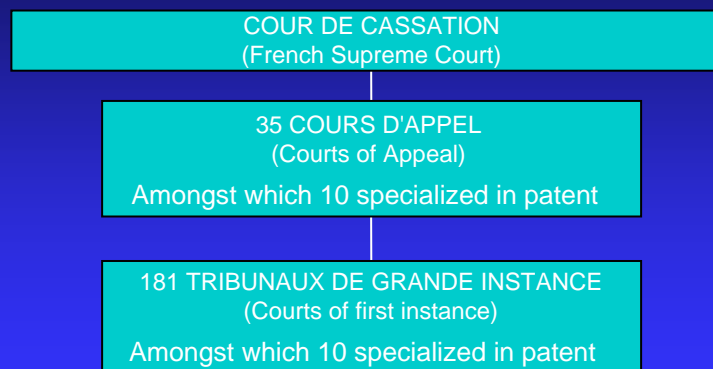 COUR DE CASSATION
(French Supreme Court)
35 COURS D'APPEL
(Courts of Appeal)
Amongst which 10 specialized in patent
181 TRIBUNAUX DE GRANDE INSTANCE
(Courts of first instance)
Amongst which 10 specialized in patent